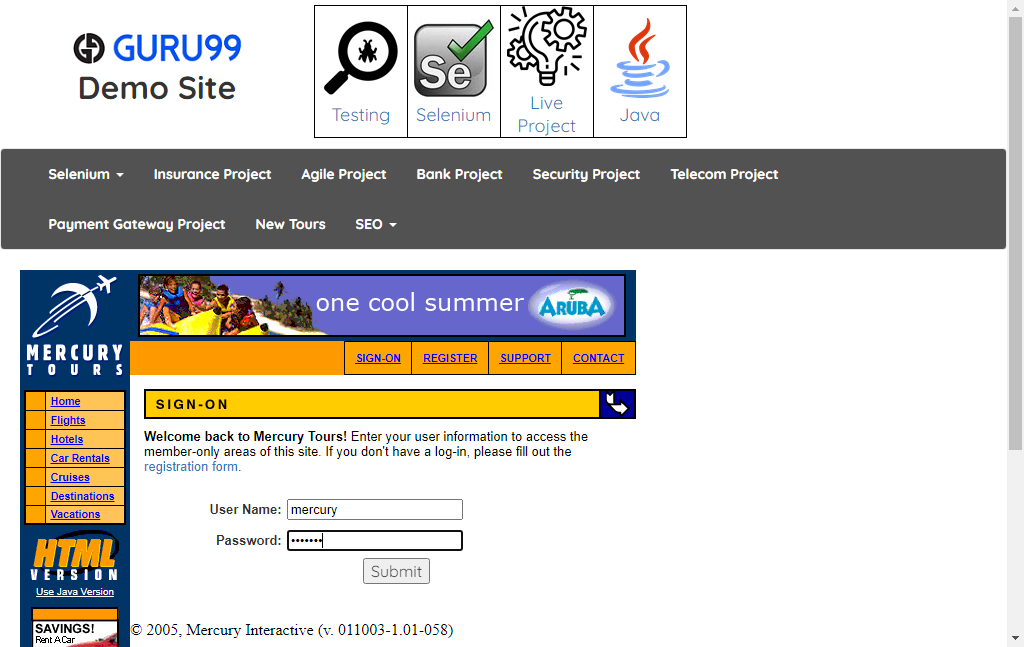 GURU99
Demo Site
Testing
Se
Selenium
Live
Project
Java
Selenium
Insurance Project
Agile Project
Bank Project
Security Project
Telecom Project
Payment Gateway Project
New Tours
SEO
one cool summer
ARUBA
MERCURY
TOURS
SIGN-ON
REGISTER
SUPPORT
CONTACT
Home
Flights
Hotels
Car Rentals
Cruises
Destinations
Vacations
HTML
VERSION
Use Java Version
SAVINGS!
Rent A Car
SIGN-ON
Welcome back to Mercury Tours! Enter your user information to access the
member-only areas of this site. If you don't have a log-in, please fill out the
registration form.
User Name: mercury
Password: •••••••
Submit
© 2005, Mercury Interactive (v. 011003-1.01-058)